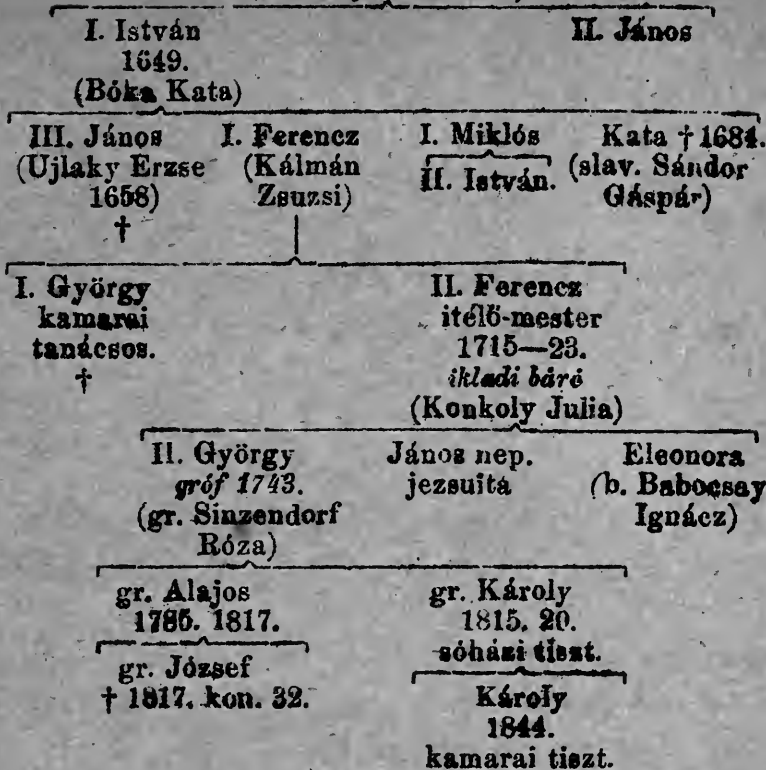 I. István II. János
1649.
(Bóka Kata)
III. János I. Ferencz I. Miklós Kata † 1684.
(Ujlaky Erzse (Kálmán II. István. (slav. Sándor
1658) Zsuzsi) Gáspár)
†
I. György II. Ferencz
kamarai itélő-mester
tanácsos. 1715—23.
† ikladi báró
(Konkoly Julia)
II. György János nep. Eleonora
gróf 1743. jezsuita (b. Babocsay
(gr. Sinzendorf Ignácz)
Róza)
gr. Alajos gr. Károly
1785. 1817. 1815. 20.
sóházi tiszt.
gr. József
† 1817. kon. 32. Károly
1844.
kamarai tiszt.